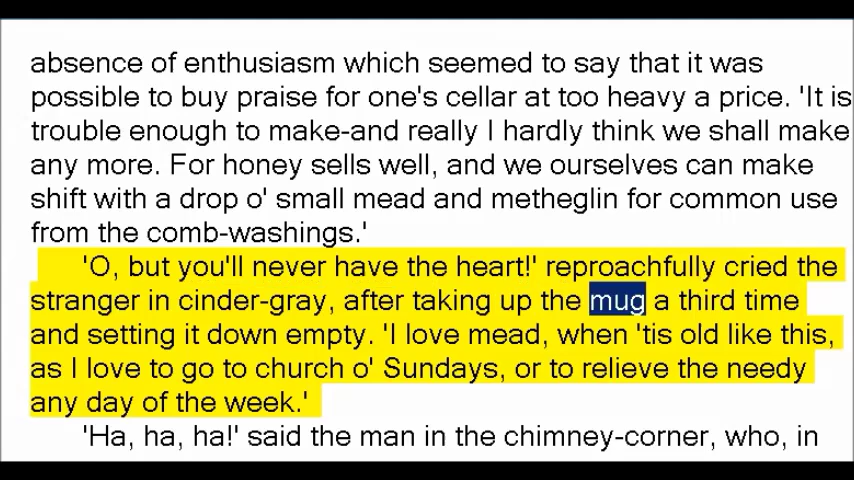 absence of enthusiasm which seemed to say that it was
possible to buy praise for one's cellar at too heavy a price. 'It is
trouble enough to make-and really I hardly think we shall make
any more. For honey sells well, and we ourselves can make
shift with a drop o' small mead and metheglin for common use
from the comb-washings.'
'O, but you'll never have the heart!' reproachfully cried the
stranger in cinder-gray, after taking up the mug a third time
and setting it down empty. 'I love mead, when 'tis old like this,
as I love to go to church o' Sundays, or to relieve the needy
any day of the week.'
'Ha, ha, ha!' said the man in the chimney-corner, who, in